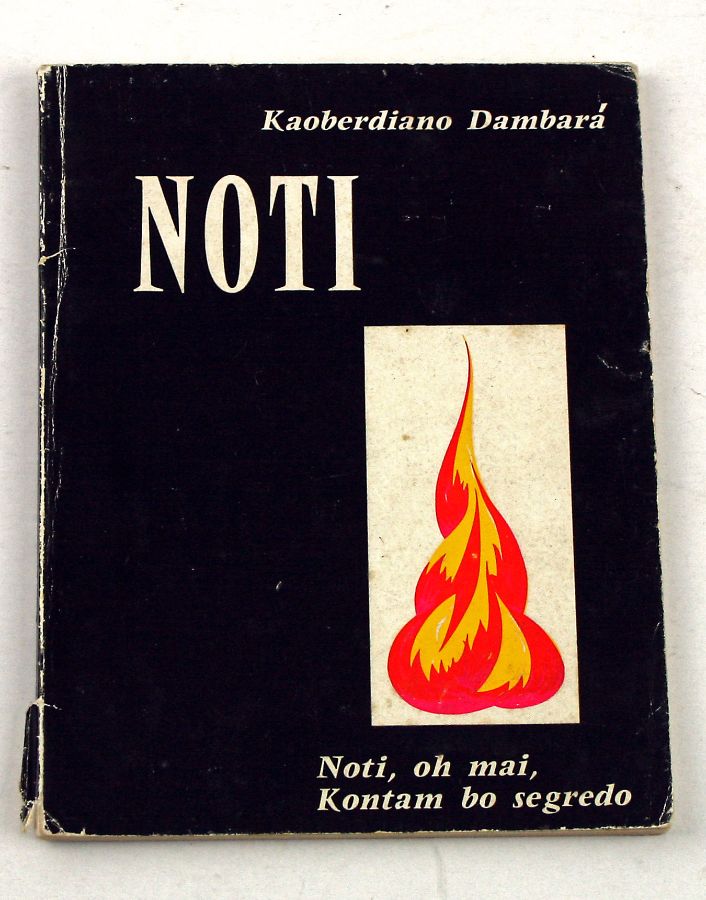 Kaoberdiano Dambará
NOTI
Noti, oh mai,
Kontam bo segredo